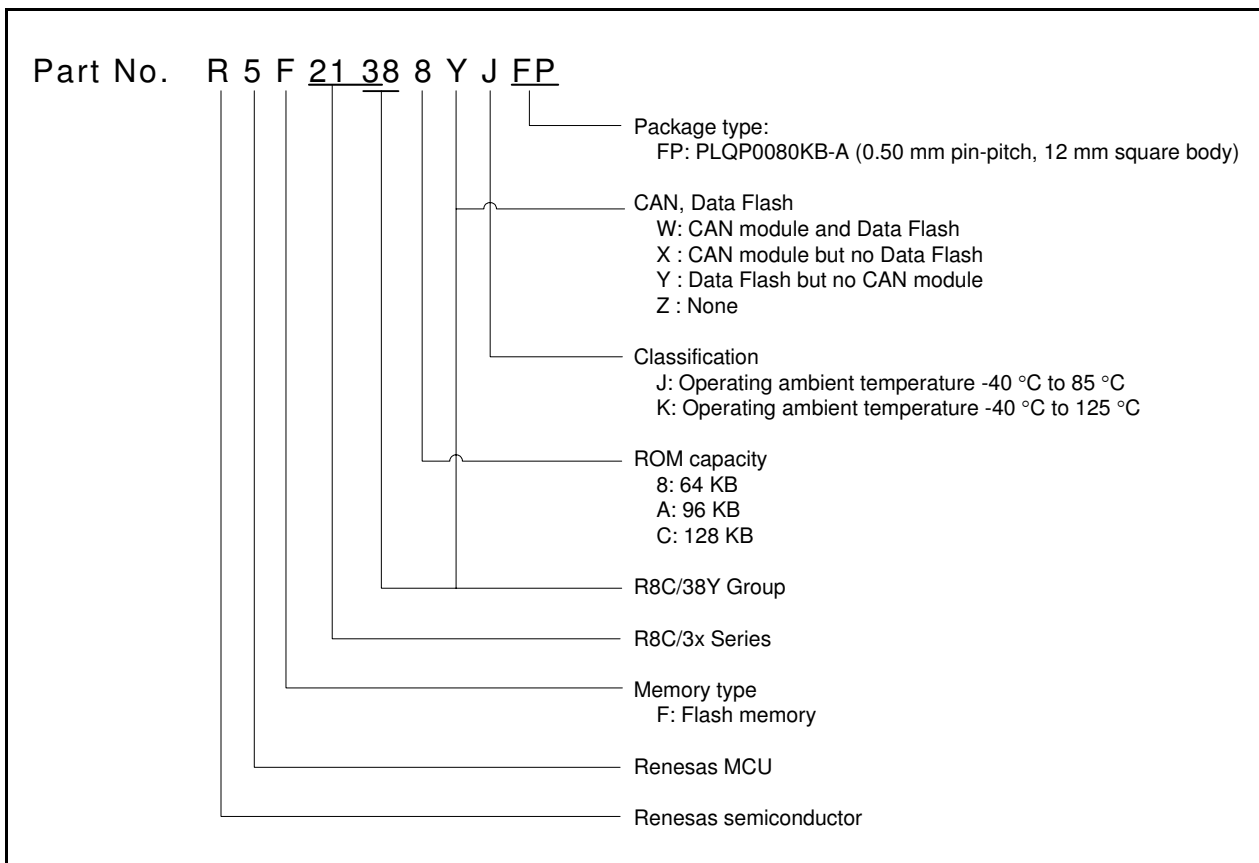 Part No. R 5 F 21 38 8 Y J FP
Package type:
FP: PLQP0080KB-A (0.50 mm pin-pitch, 12 mm square body)
CAN, Data Flash
W: CAN module and Data Flash
X : CAN module but no Data Flash
Y : Data Flash but no CAN module
Z : None
Classification
J: Operating ambient temperature -40 °C to 85 °C
K: Operating ambient temperature -40 °C to 125 °C
ROM capacity
8: 64 KB
A: 96 KB
C: 128 KB
R8C/38Y Group
R8C/3x Series
Memory type
F: Flash memory
Renesas MCU
Renesas semiconductor